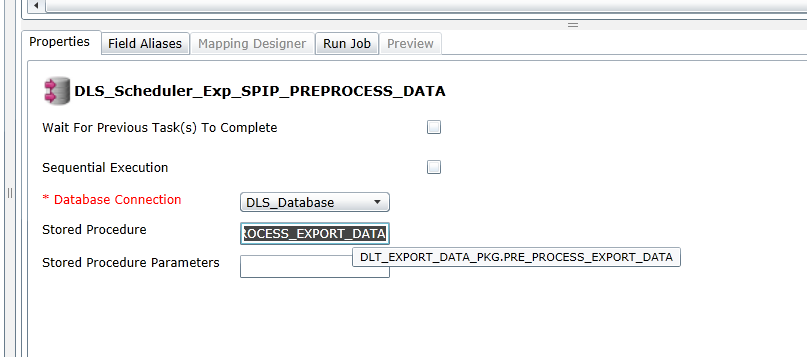 Properties
Field Aliases
Mapping Designer
Run Job
Preview
DLS_Scheduler_Exp_SPIP_PREPROCESS_DATA
Wait For Previous Task(s) To Complete
Sequential Execution
* Database Connection
DLS_Database
Stored Procedure
ROCESS_EXPORT_DATA
DLT_EXPORT_DATA_PKG.PRE_PROCESS_EXPORT_DATA
Stored Procedure Parameters